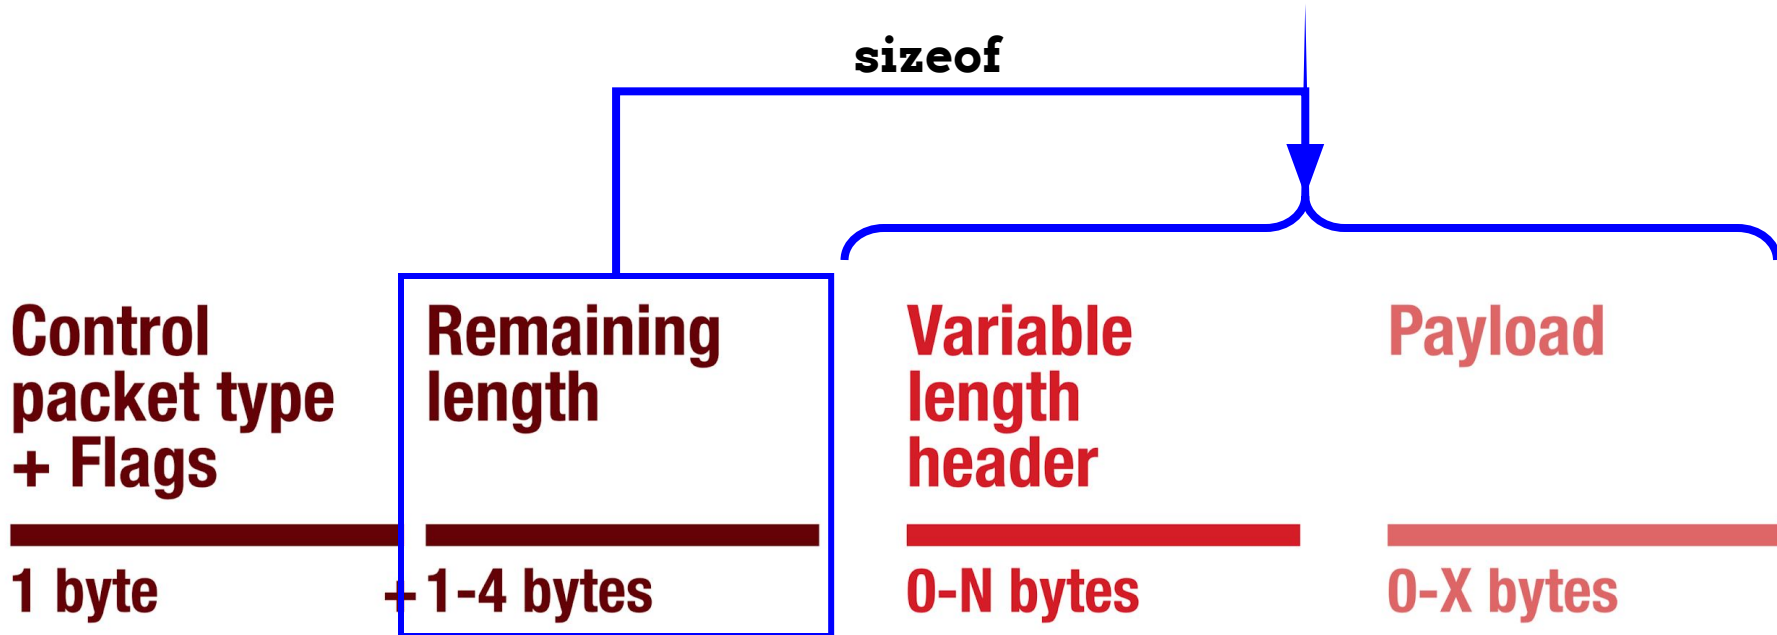 sizeof
Control
packet type
+ Flags
Remaining
length
Variable
length
header
Payload
1 byte
+
1-4 bytes
0-N bytes
0-X bytes